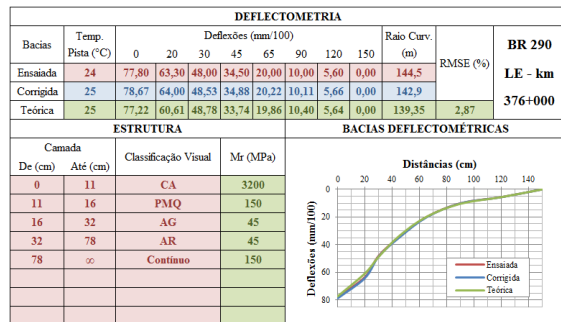 DEFLECTOMETRIA
Bacias Temp. Pista (°C) Deflexões (mm/100) Raio Curv. (m) RMSE (%) BR 290 LE - km 376+000
0 20 30 45 65 90 120 150
Ensaiada 24 77,80 63,30 48,00 34,50 20,00 10,00 5,60 0,00 144,5
Corrigida 25 78,67 64,00 48,53 34,88 20,22 10,11 5,66 0,00 142,9
Teórica 25 77,22 60,61 48,78 33,74 19,86 10,40 5,64 0,00 139,35 2,87
ESTRUTURA BACIAS DEFLECTOMÉTRICAS
Camada Classificação Visual Mr (MPa)
De (cm) Até (cm)
0 11 CA 3200
11 16 PMQ 150
16 32 AG 45
32 78 AR 45
78 ∞ Contínuo 150
Distâncias (cm)
0 20 40 60 80 100 120 140
Deflexões (mm/100)
0
20
40
60
80
Ensaiada
Corrigida
Teórica